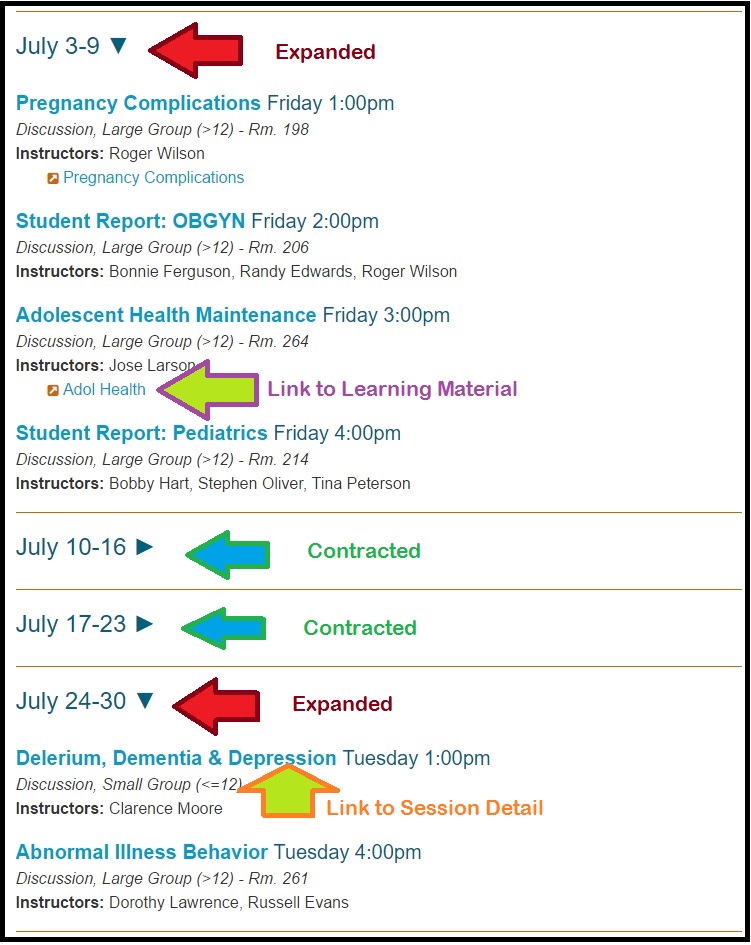 July 3-9 ▼ Expanded
Pregnancy Complications Friday 1:00pm
Discussion, Large Group (>12) - Rm. 198
Instructors: Roger Wilson
Pregnancy Complications
Student Report: OBGYN Friday 2:00pm
Discussion, Large Group (>12) - Rm. 206
Instructors: Bonnie Ferguson, Randy Edwards, Roger Wilson
Adolescent Health Maintenance Friday 3:00pm
Discussion, Large Group (>12) - Rm. 264
Instructors: Jose Larson
Adol Health Link to Learning Material
Student Report: Pediatrics Friday 4:00pm
Discussion, Large Group (>12) - Rm. 214
Instructors: Bobby Hart, Stephen Oliver, Tina Peterson
July 10-16 ► Contracted
July 17-23 ► Contracted
July 24-30 ▼ Expanded
Delerium, Dementia & Depression Tuesday 1:00pm
Discussion, Small Group (<=12)
Instructors: Clarence Moore Link to Session Detail
Abnormal Illness Behavior Tuesday 4:00pm
Discussion, Large Group (>12) - Rm. 261
Instructors: Dorothy Lawrence, Russell Evans